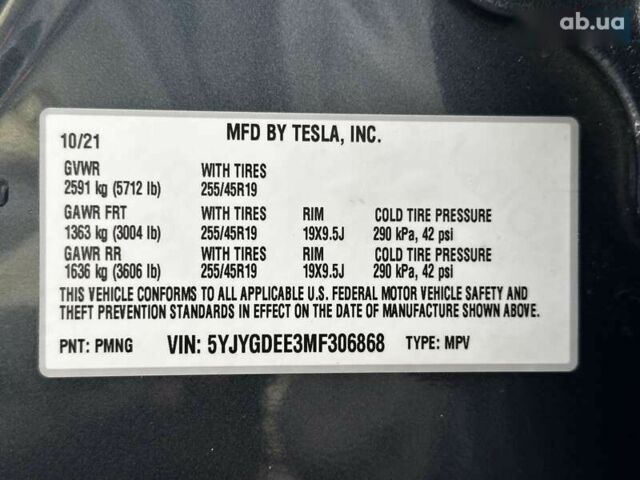 ab.ua
10/21 MFD BY TESLA, INC.
GVWR WITH TIRES
2591 kg (5712 lb) 255/45R19
GAWR FRT WITH TIRES RIM COLD TIRE PRESSURE
1363 kg (3004 lb) 255/45R19 19X9.5J 290 kPa, 42 psi
GAWR RR WITH TIRES RIM COLD TIRE PRESSURE
1636 kg (3606 lb) 255/45R19 19X9.5J 290 kPa, 42 psi
THIS VEHICLE CONFORMS TO ALL APPLICABLE U.S. FEDERAL MOTOR VEHICLE SAFETY AND
THEFT PREVENTION STANDARDS IN EFFECT ON THE DATE OF MANUFACTURE SHOWN ABOVE.
PNT: PMNG VIN: 5YJYGDEE3MF306868 TYPE: MPV